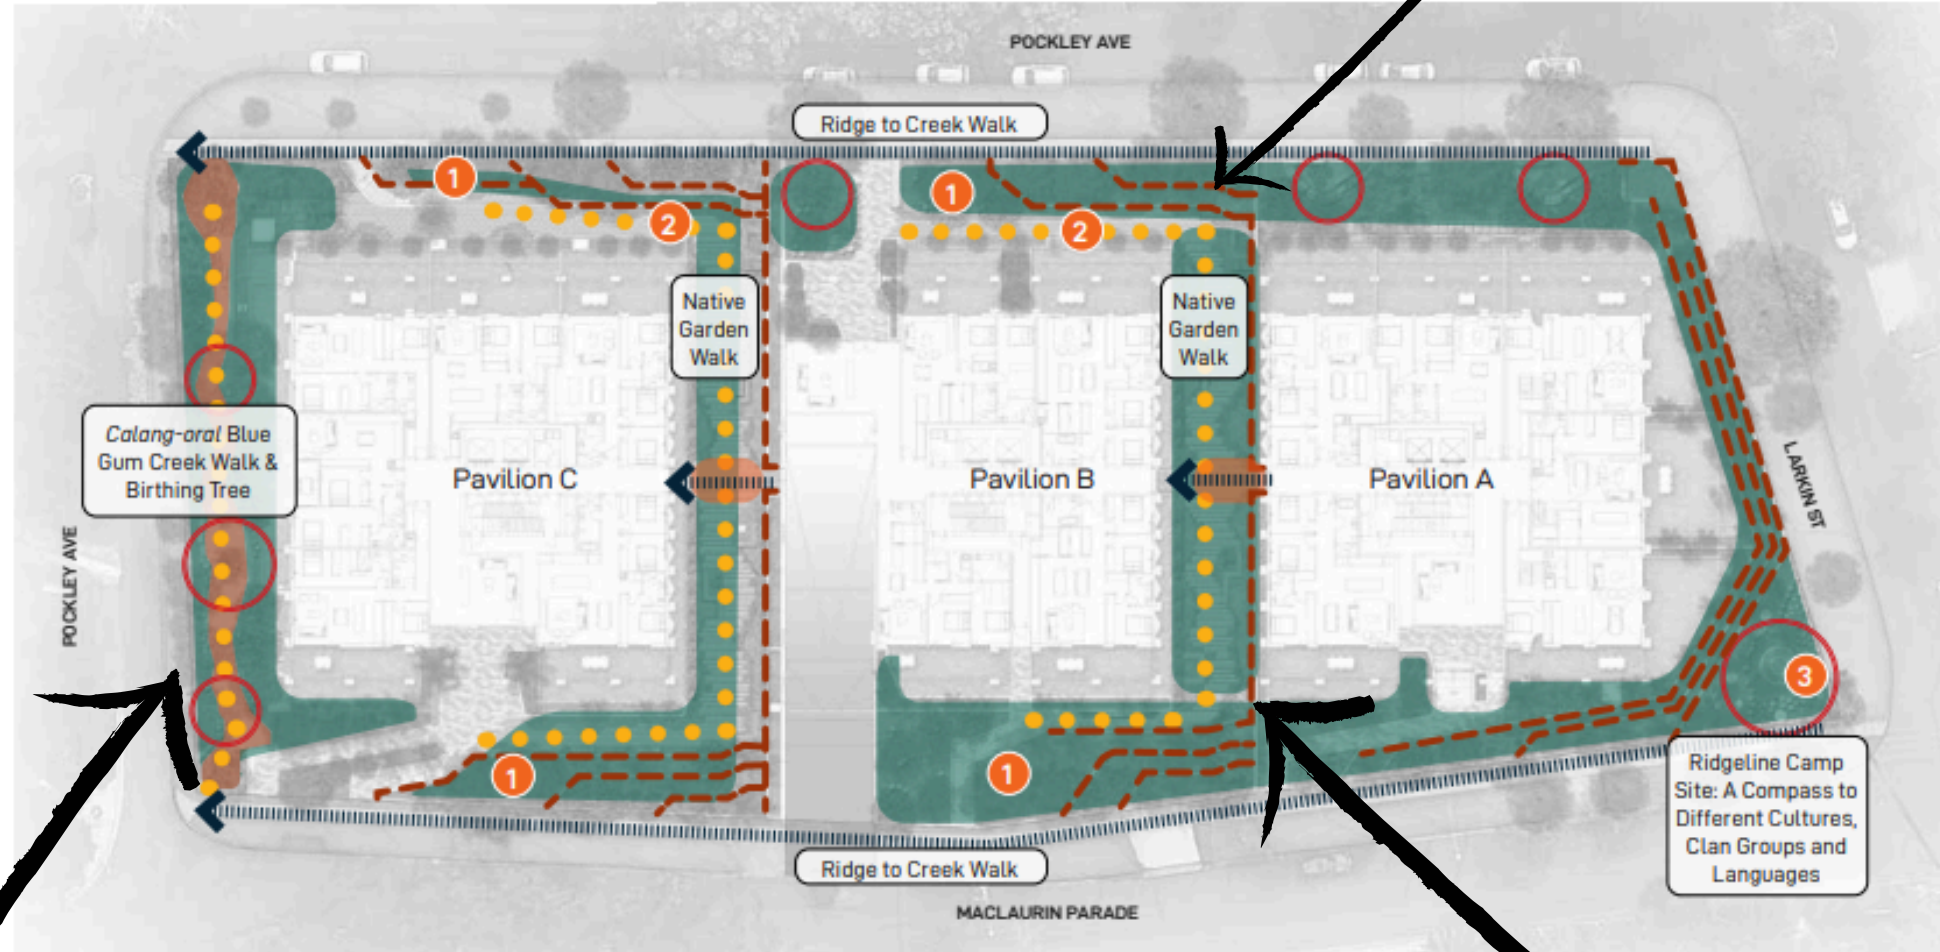 POCKLEY AVE
Ridge to Creek Walk
1
1
2
2
Native
Garden
Walk
Native
Garden
Walk
Calang-oral Blue
Gum Creek Walk &
Birthing Tree
Pavilion C
Pavilion B
Pavilion A
LARKIN ST
POCKLEY AVE
3
1
1
Ridgeline Camp
Site: A Compass to
Different Cultures,
Clan Groups and
Languages
Ridge to Creek Walk
MACLAURIN PARADE